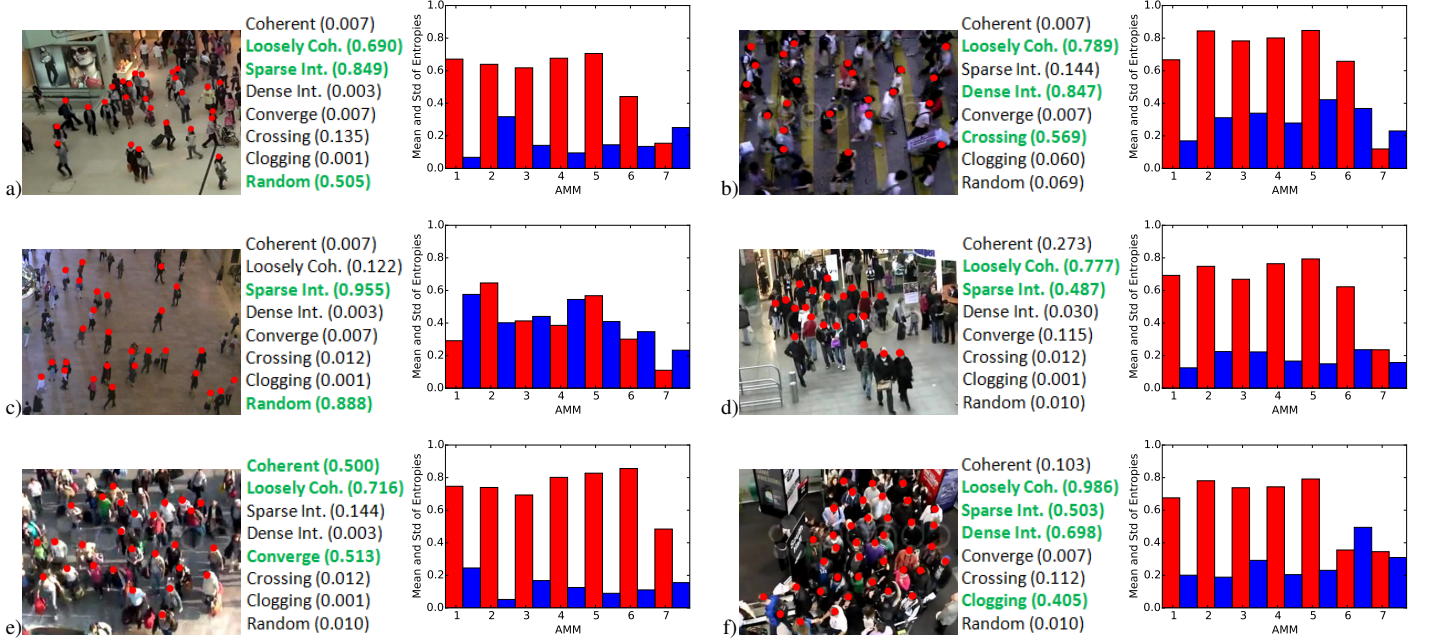 a)
Coherent (0.007)
Loosely Coh. (0.690)
Sparse Int. (0.849)
Dense Int. (0.003)
Converge (0.007)
Crossing (0.135)
Clogging (0.001)
Random (0.505)
Mean and Std of Entropies
1.0
0.8
0.6
0.4
0.2
0.0
1 2 3 4 5 6 7
AMM
b)
Coherent (0.007)
Loosely Coh. (0.789)
Sparse Int. (0.144)
Dense Int. (0.847)
Converge (0.007)
Crossing (0.569)
Clogging (0.060)
Random (0.069)
Mean and Std of Entropies
1.0
0.8
0.6
0.4
0.2
0.0
1 2 3 4 5 6 7
AMM
c)
Coherent (0.007)
Loosely Coh. (0.122)
Sparse Int. (0.955)
Dense Int. (0.003)
Converge (0.007)
Crossing (0.012)
Clogging (0.001)
Random (0.888)
Mean and Std of Entropies
1.0
0.8
0.6
0.4
0.2
0.0
1 2 3 4 5 6 7
AMM
d)
Coherent (0.273)
Loosely Coh. (0.777)
Sparse Int. (0.487)
Dense Int. (0.030)
Converge (0.115)
Crossing (0.012)
Clogging (0.001)
Random (0.010)
Mean and Std of Entropies
1.0
0.8
0.6
0.4
0.2
0.0
1 2 3 4 5 6 7
AMM
e)
Coherent (0.500)
Loosely Coh. (0.716)
Sparse Int. (0.144)
Dense Int. (0.003)
Converge (0.513)
Crossing (0.012)
Clogging (0.001)
Random (0.010)
Mean and Std of Entropies
1.0
0.8
0.6
0.4
0.2
0.0
1 2 3 4 5 6 7
AMM
f)
Coherent (0.103)
Loosely Coh. (0.986)
Sparse Int. (0.503)
Dense Int. (0.698)
Converge (0.007)
Crossing (0.112)
Clogging (0.405)
Random (0.010)
Mean and Std of Entropies
1.0
0.8
0.6
0.4
0.2
0.0
1 2 3 4 5 6 7
AMM